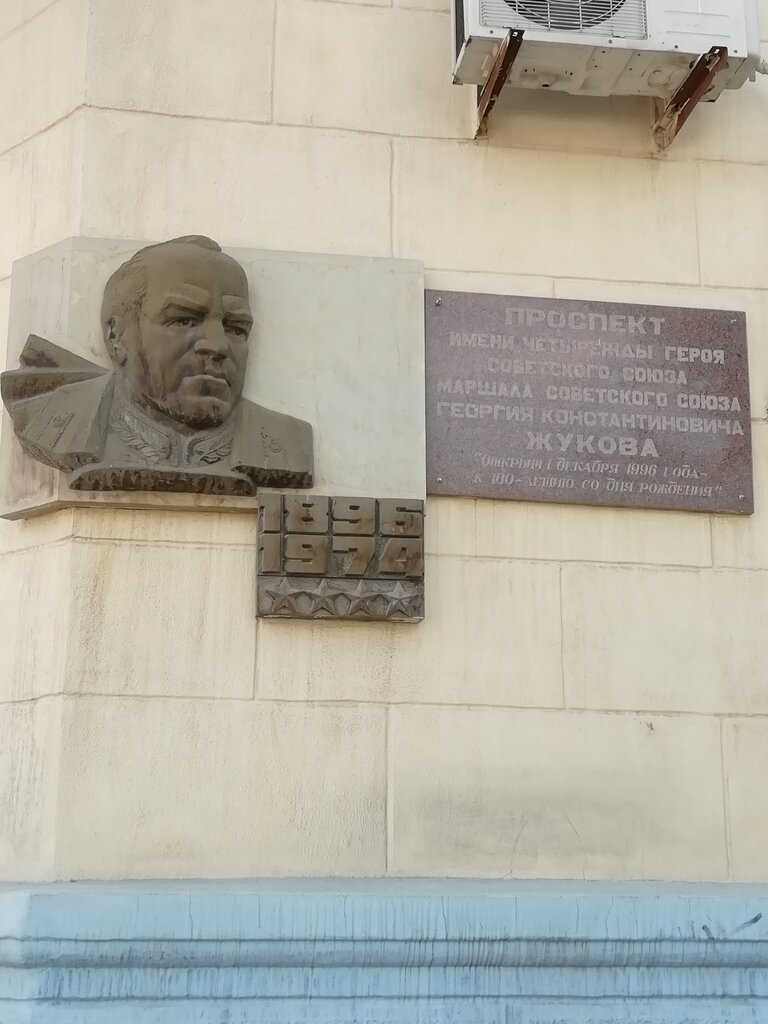 1896
1974
ПРОСПЕКТ
ИМЕНИ ЧЕТЫРЕЖДЫ ГЕРОЯ
СОВЕТСКОГО СОЮЗА
МАРШАЛА СОВЕТСКОГО СОЮЗА
ГЕОРГИЯ КОНСТАНТИНОВИЧА
ЖУКОВА
"ОТКРЫТ 1 ДЕКАБРЯ 1996 ГОДА-
К 100-ЛЕТИЮ СО ДНЯ РОЖДЕНИЯ"